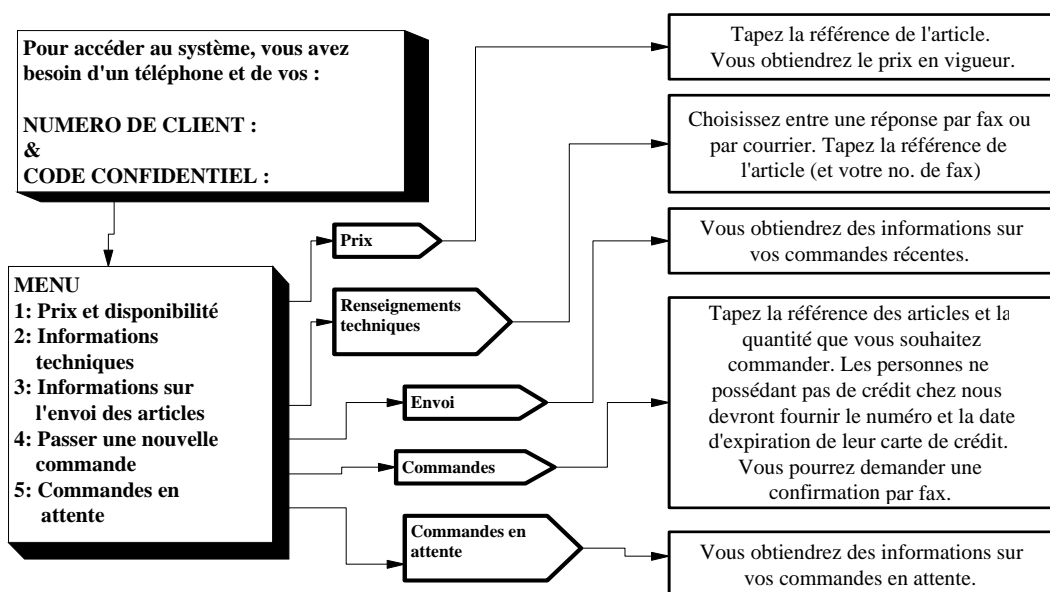 Pour accéder au système, vous avez
besoin d'un téléphone et de vos :
NUMERO DE CLIENT :
&
CODE CONFIDENTIEL :
MENU
1: Prix et disponibilité
2: Informations
techniques
3: Informations sur
l'envoi des articles
4: Passer une nouvelle
commande
5: Commandes en
attente
Prix
Renseignements
techniques
Envoi
Commandes
Commandes en
attente
Tapez la référence de l'article.
Vous obtiendrez le prix en vigueur.
Choisissez entre une réponse par fax ou
par courrier. Tapez la référence de
l'article (et votre no. de fax)
Vous obtiendrez des informations sur
vos commandes récentes.
Tapez la référence des articles et la
quantité que vous souhaitez
commander. Les personnes ne
possédant pas de crédit chez nous
devront fournir le numéro et la date
d'expiration de leur carte de crédit.
Vous pourrez demander une
confirmation par fax.
Vous obtiendrez des informations sur
vos commandes en attente.